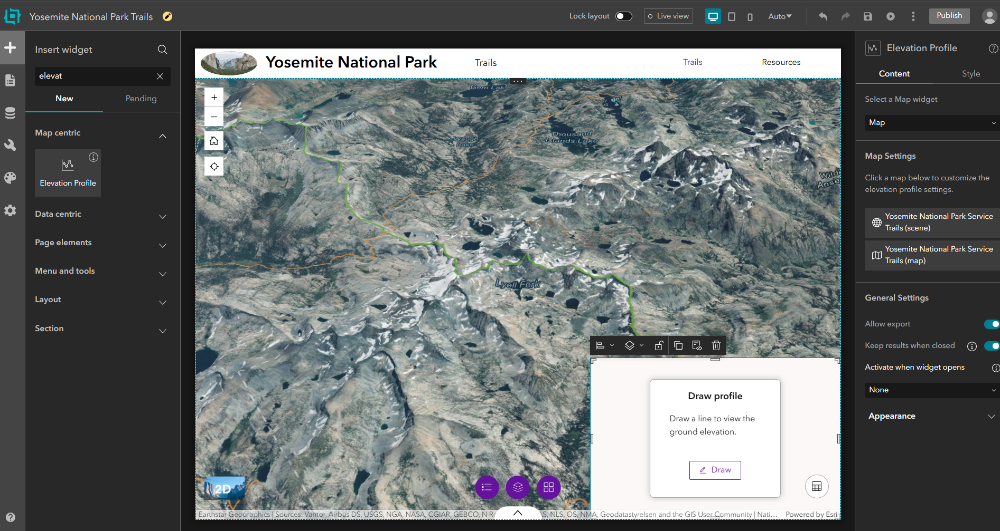 Yosemite National Park Trails
Lock layout
Live view
Auto
Publish
Insert widget
elevat
New
Pending
Map centric
Elevation Profile
Data centric
Page elements
Menu and tools
Layout
Section
Yosemite National Park
Trails
Trails
Resources
Gem Lak
Waugh
Lake
Thousand
Islands Lake
Wild
Anse
Lyell Fork
2D
Draw profile
Draw a line to view the
ground elevation.
Draw
Earthstar Geographics | Sources: Vantor, Airbus DS, USGS, NGA, NASA, CGIAR, GEBCO, N R S, NLS, OS, NMA, Geodatastyrelsen and the GIS User Community | Nati...
Powered by Esri
Elevation Profile
Content
Style
Select a Map widget
Map
Map Settings
Click a map below to customize the
elevation profile settings.
Yosemite National Park Service
Trails (scene)
Yosemite National Park Service
Trails (map)
General Settings
Allow export
Keep results when closed
Activate when widget opens
None
Appearance